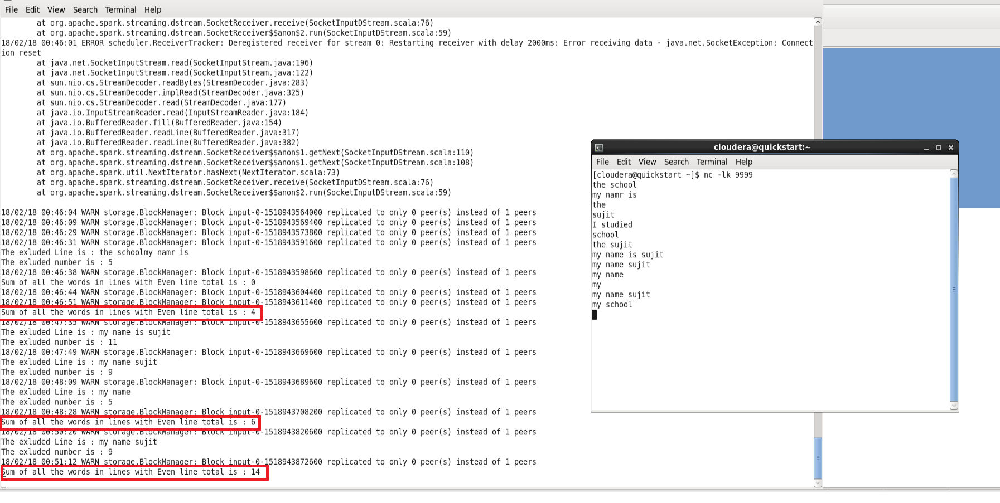 File Edit View Search Terminal Help
at org.apache.spark.streaming.dstream.SocketReceiver.receive(SocketInputDStream.scala:76)
at org.apache.spark.streaming.dstream.SocketReceiver$$anon$2.run(SocketInputDStream.scala:59)
18/02/18 00:46:01 ERROR scheduler.ReceiverTracker: Deregistered receiver for stream 0: Restarting receiver with delay 2000ms: Error receiving data - java.net.SocketException: Connect
ion reset
at java.net.SocketInputStream.read(SocketInputStream.java:196)
at java.net.SocketInputStream.read(SocketInputStream.java:122)
at sun.nio.cs.StreamDecoder.readBytes(StreamDecoder.java:283)
at sun.nio.cs.StreamDecoder.implRead(StreamDecoder.java:325)
at sun.nio.cs.StreamDecoder.read(StreamDecoder.java:177)
at java.io.InputStreamReader.read(InputStreamReader.java:184)
at java.io.BufferedReader.fill(BufferedReader.java:154)
at java.io.BufferedReader.readLine(BufferedReader.java:317)
at java.io.BufferedReader.readLine(BufferedReader.java:382)
at org.apache.spark.streaming.dstream.SocketReceiver$$anon$1.getNext(SocketInputDStream.scala:110)
at org.apache.spark.streaming.dstream.SocketReceiver$$anon$1.getNext(SocketInputDStream.scala:108)
at org.apache.spark.util.NextIterator.hasNext(NextIterator.scala:73)
at org.apache.spark.streaming.dstream.SocketReceiver.receive(SocketInputDStream.scala:76)
at org.apache.spark.streaming.dstream.SocketReceiver$$anon$2.run(SocketInputDStream.scala:59)
18/02/18 00:46:04 WARN storage.BlockManager: Block input-0-1518943564000 replicated to only 0 peer(s) instead of 1 peers
18/02/18 00:46:09 WARN storage.BlockManager: Block input-0-1518943569400 replicated to only 0 peer(s) instead of 1 peers
18/02/18 00:46:29 WARN storage.BlockManager: Block input-0-1518943573800 replicated to only 0 peer(s) instead of 1 peers
18/02/18 00:46:31 WARN storage.BlockManager: Block input-0-1518943591600 replicated to only 0 peer(s) instead of 1 peers
The exluded Line is : the schoolmy namr is
The exluded number is : 5
18/02/18 00:46:38 WARN storage.BlockManager: Block input-0-1518943598600 replicated to only 0 peer(s) instead of 1 peers
Sum of all the words in lines with Even line total is : 0
18/02/18 00:46:44 WARN storage.BlockManager: Block input-0-1518943604400 replicated to only 0 peer(s) instead of 1 peers
18/02/18 00:46:51 WARN storage.BlockManager: Block input-0-1518943611400 replicated to only 0 peer(s) instead of 1 peers
Sum of all the words in lines with Even line total is : 4
18/02/18 00:47:35 WARN storage.BlockManager: Block input-0-1518943655600 replicated to only 0 peer(s) instead of 1 peers
The exluded Line is : my name is sujit
The exluded number is : 11
18/02/18 00:47:49 WARN storage.BlockManager: Block input-0-1518943669600 replicated to only 0 peer(s) instead of 1 peers
The exluded Line is : my name sujit
The exluded number is : 9
18/02/18 00:48:09 WARN storage.BlockManager: Block input-0-1518943689600 replicated to only 0 peer(s) instead of 1 peers
The exluded Line is : my name
The exluded number is : 5
18/02/18 00:48:28 WARN storage.BlockManager: Block input-0-1518943708200 replicated to only 0 peer(s) instead of 1 peers
Sum of all the words in lines with Even line total is : 6
18/02/18 00:50:20 WARN storage.BlockManager: Block input-0-1518943820600 replicated to only 0 peer(s) instead of 1 peers
The exluded Line is : my name sujit
The exluded number is : 9
18/02/18 00:51:12 WARN storage.BlockManager: Block input-0-1518943872600 replicated to only 0 peer(s) instead of 1 peers
Sum of all the words in lines with Even line total is : 14
cloudera@quickstart:~
File Edit View Search Terminal Help
[cloudera@quickstart ~]$ nc -lk 9999
the school
my namr is
the
sujit
I studied
school
the sujit
my name is sujit
my name sujit
my name
my
my name sujit
my school